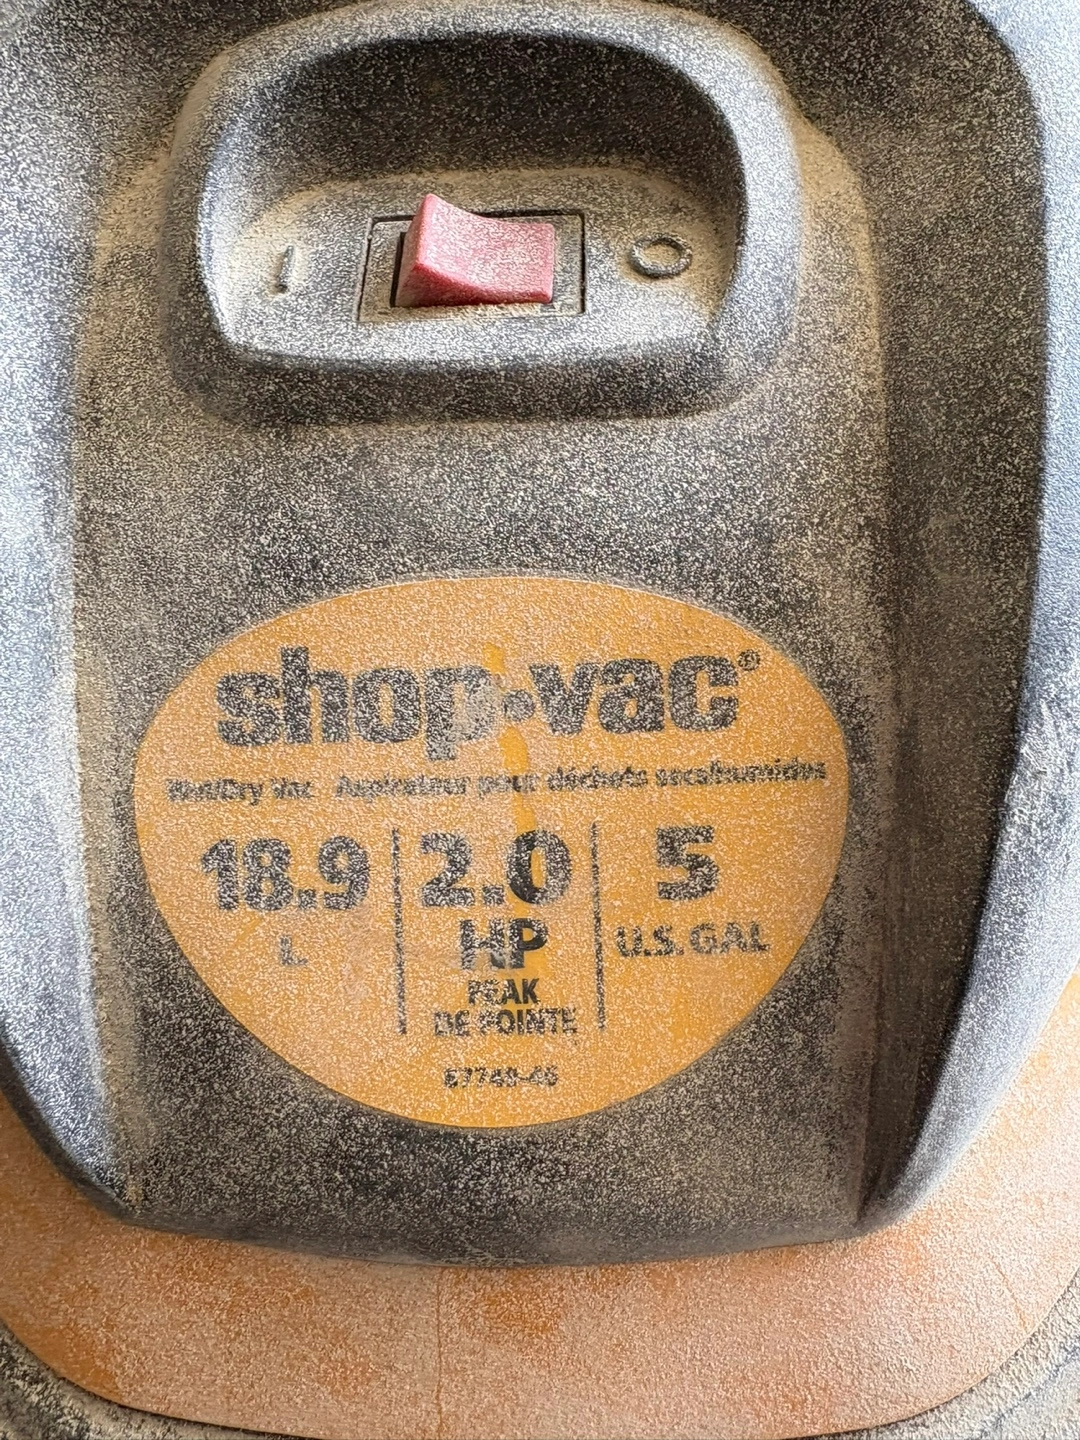 I O
shop·vac®
Wet/Dry Vac Aspirateur pour déchets secs/humides
18.9 2.0 5
L HP U.S. GAL
PEAK
DE POINTE